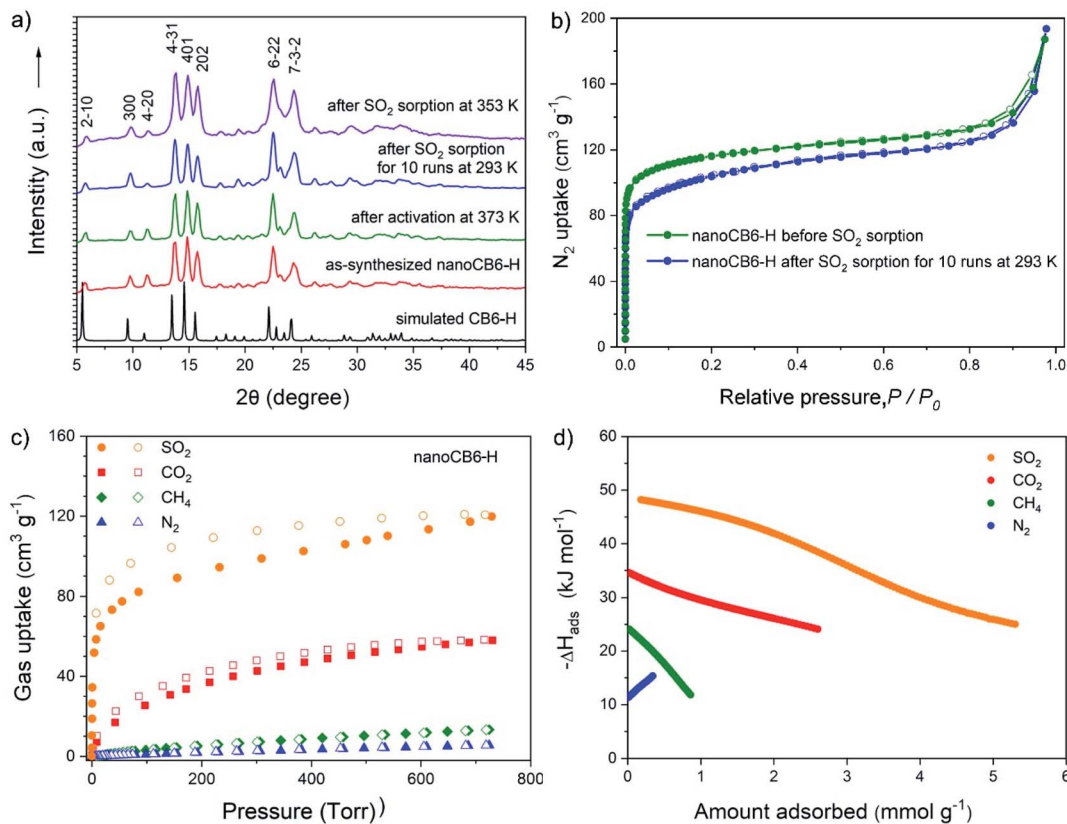 a)
Intenstity (a.u.)
2-10
300
4-20
4-31
401
202
6-22
7-3-2
after SO₂ sorption at 353 K
after SO₂ sorption
for 10 runs at 293 K
after activation at 373 K
as-synthesized nanoCB6-H
simulated CB6-H
5 10 15 20 25 30 35 40 45
2θ (degree)
b)
N₂ uptake (cm³ g⁻¹)
200
160
120
80
40
0
nanoCB6-H before SO₂ sorption
nanoCB6-H after SO₂ sorption for 10 runs at 293 K
0.0 0.2 0.4 0.6 0.8 1.0
Relative pressure,P / P₀
c)
Gas uptake (cm³ g⁻¹)
160
120
80
40
0
SO₂
CO₂
CH₄
N₂
nanoCB6-H
0 200 400 600 800
Pressure (Torr))
d)
-ΔHads (kJ mol⁻¹)
60
50
40
30
20
10
0
SO₂
CO₂
CH₄
N₂
0 1 2 3 4 5 6
Amount adsorbed (mmol g⁻¹)